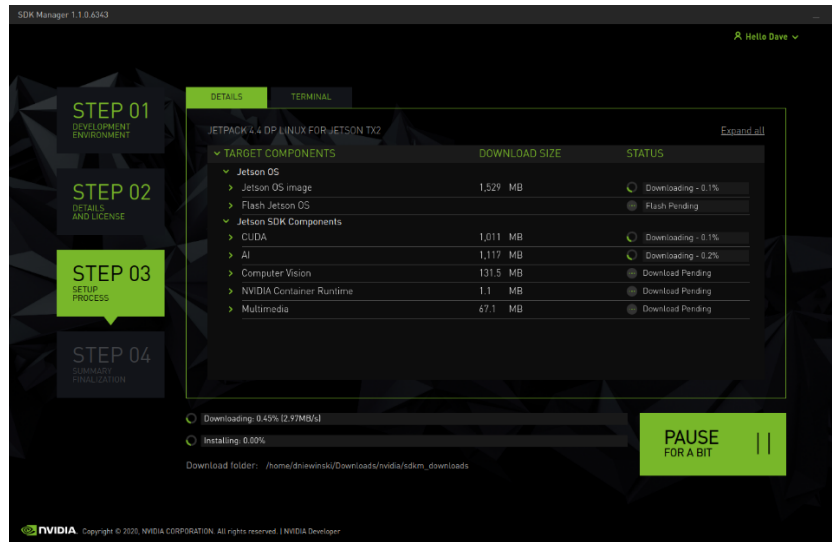 SDK Manager 1.1.0.6343
Hello Dave
STEP 01
DEVELOPMENT
ENVIRONMENT
STEP 02
DETAILS
AND LICENSE
STEP 03
SETUP
PROCESS
STEP 04
SUMMARY
FINALIZATION
DETAILS TERMINAL
JETPACK 4.4 DP LINUX FOR JETSON TX2 Expand all
TARGET COMPONENTS DOWNLOAD SIZE STATUS
Jetson OS
Jetson OS image 1,529 MB Downloading - 0.1%
Flash Jetson OS Flash Pending
Jetson SDK Components
CUDA 1,011 MB Downloading - 0.1%
AI 1,117 MB Downloading - 0.2%
Computer Vision 131.5 MB Download Pending
NVIDIA Container Runtime 1.1 MB Download Pending
Multimedia 67.1 MB Download Pending
Downloading: 0.45% (2.97MB/s)
Installing: 0.00%
Download folder: /home/dniewinski/Downloads/nvidia/sdkm_downloads
PAUSE
FOR A BIT
NVIDIA. Copyright © 2020, NVIDIA CORPORATION. All rights reserved. | NVIDIA Developer